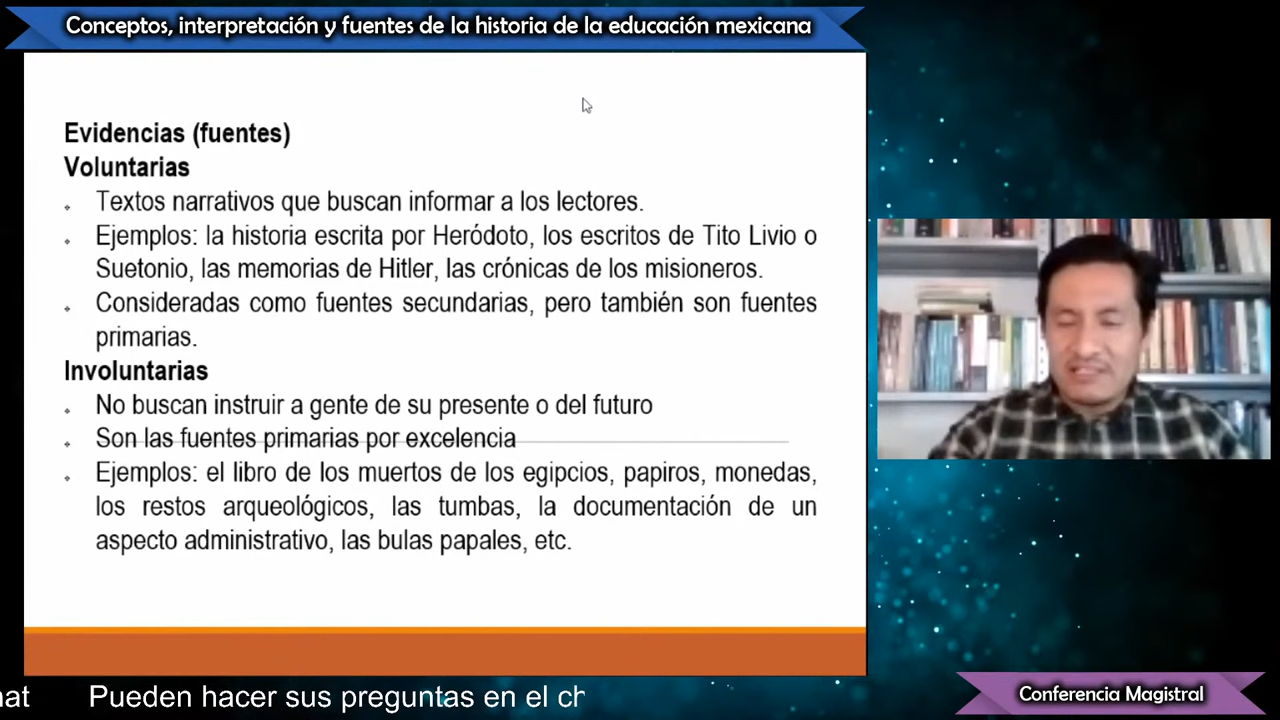 Conceptos, interpretación y fuentes de la historia de la educación mexicana
Evidencias (fuentes)
Voluntarias
Textos narrativos que buscan informar a los lectores.
Ejemplos: la historia escrita por Heródoto, los escritos de Tito Livio o
Suetonio, las memorias de Hitler, las crónicas de los misioneros.
Consideradas como fuentes secundarias, pero también son fuentes
primarias.
Involuntarias
No buscan instruir a gente de su presente o del futuro
Son las fuentes primarias por excelencia
Ejemplos: el libro de los muertos de los egipcios, papiros, monedas,
los restos arqueológicos, las tumbas, la documentación de un
aspecto administrativo, las bulas papales, etc.
Pueden hacer sus preguntas en el
Conferencia Magistral